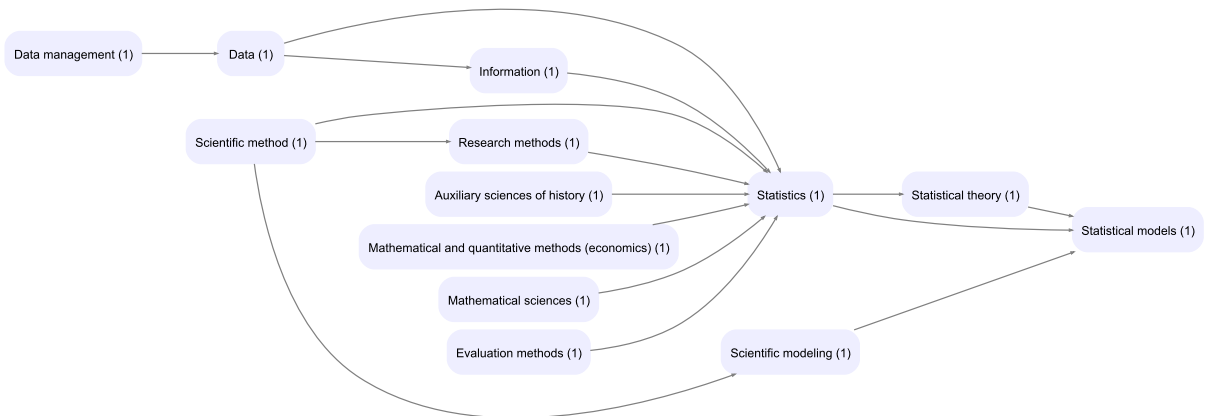 Data management (1)
Data (1)
Information (1)
Scientific method (1)
Research methods (1)
Auxiliary sciences of history (1)
Statistics (1)
Statistical theory (1)
Statistical models (1)
Mathematical and quantitative methods (economics) (1)
Mathematical sciences (1)
Evaluation methods (1)
Scientific modeling (1)